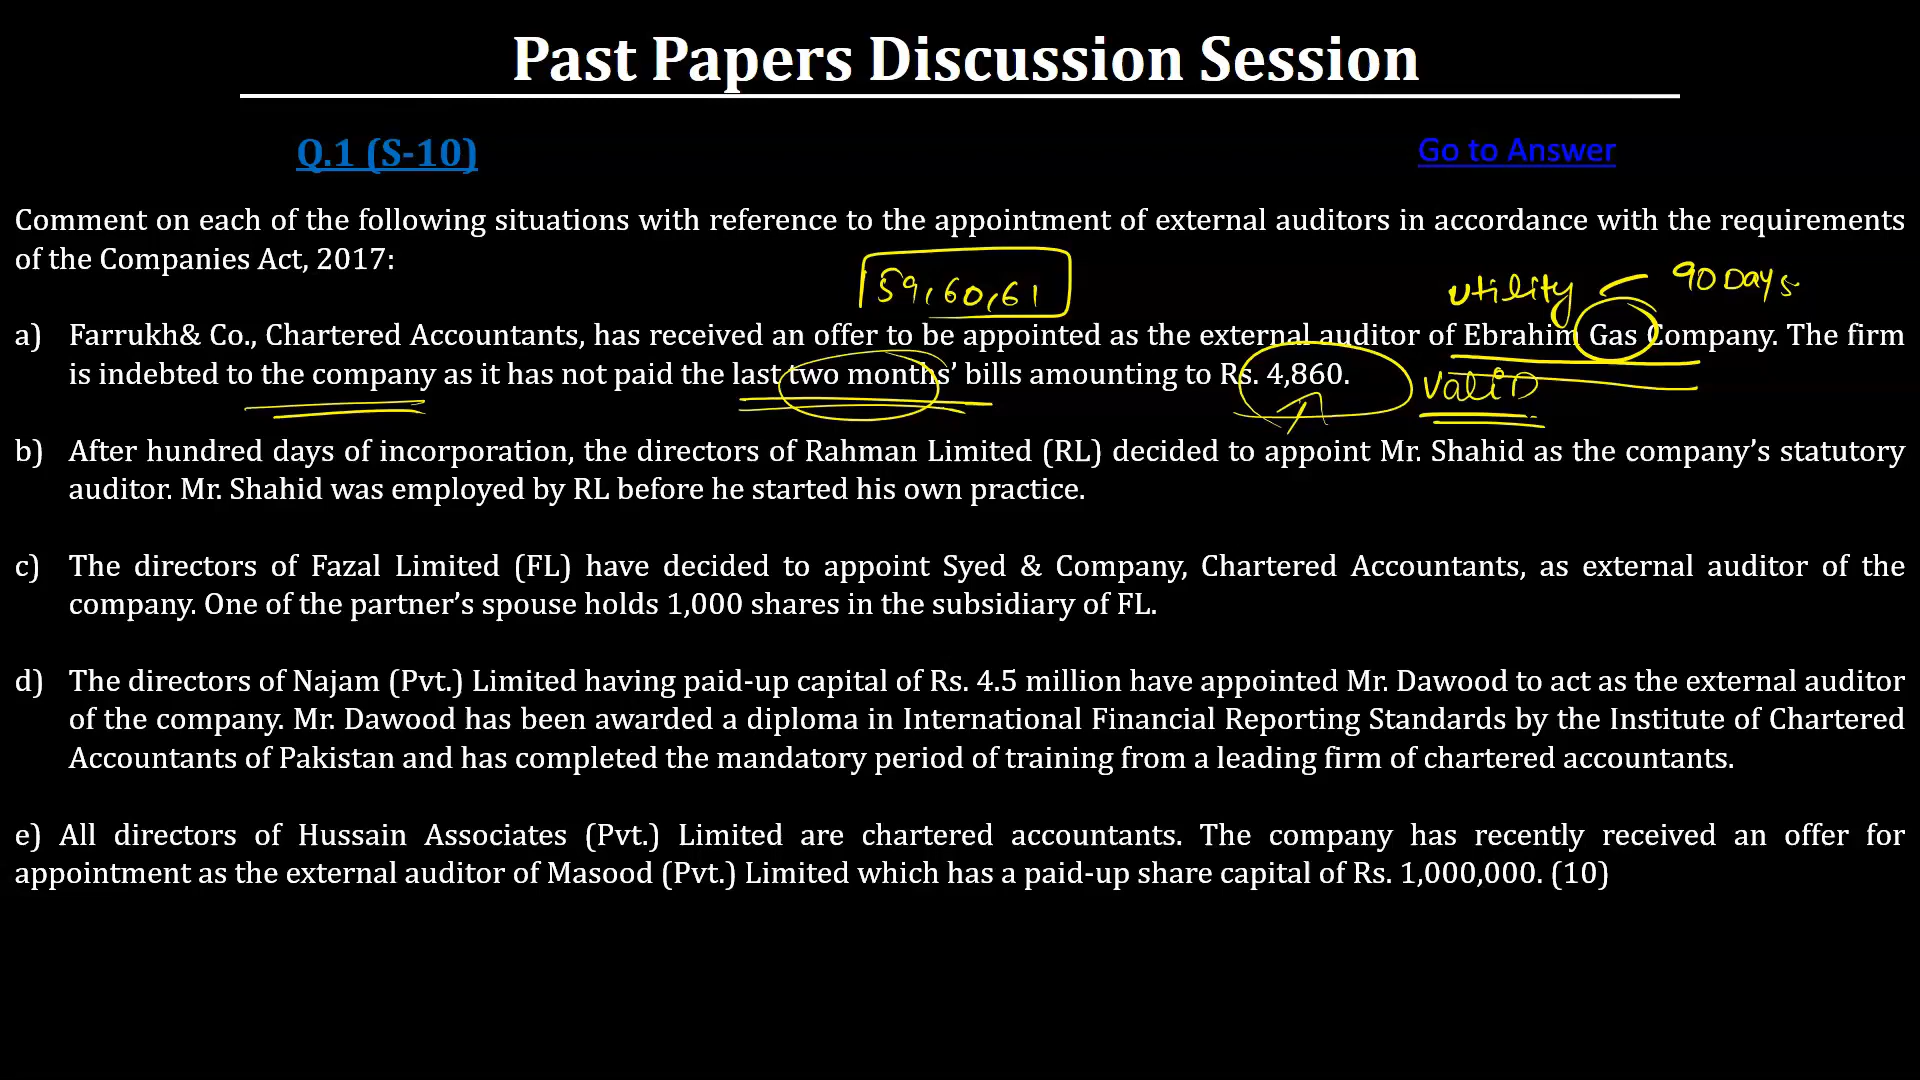 Past Papers Discussion Session
Q.1 (S-10)
Go to Answer
Comment on each of the following situations with reference to the appointment of external auditors in accordance with the requirements
of the Companies Act, 2017:
159,60,61
utility
90 Days
a) Farrukh& Co., Chartered Accountants, has received an offer to be appointed as the external auditor of Ebrahim Gas Company. The firm
is indebted to the company as it has not paid the last two months’ bills amounting to Rs. 4,860.
valiD
b) After hundred days of incorporation, the directors of Rahman Limited (RL) decided to appoint Mr. Shahid as the company’s statutory
auditor. Mr. Shahid was employed by RL before he started his own practice.
c) The directors of Fazal Limited (FL) have decided to appoint Syed & Company, Chartered Accountants, as external auditor of the
company. One of the partner’s spouse holds 1,000 shares in the subsidiary of FL.
d) The directors of Najam (Pvt.) Limited having paid-up capital of Rs. 4.5 million have appointed Mr. Dawood to act as the external auditor
of the company. Mr. Dawood has been awarded a diploma in International Financial Reporting Standards by the Institute of Chartered
Accountants of Pakistan and has completed the mandatory period of training from a leading firm of chartered accountants.
e) All directors of Hussain Associates (Pvt.) Limited are chartered accountants. The company has recently received an offer for
appointment as the external auditor of Masood (Pvt.) Limited which has a paid-up share capital of Rs. 1,000,000. (10)